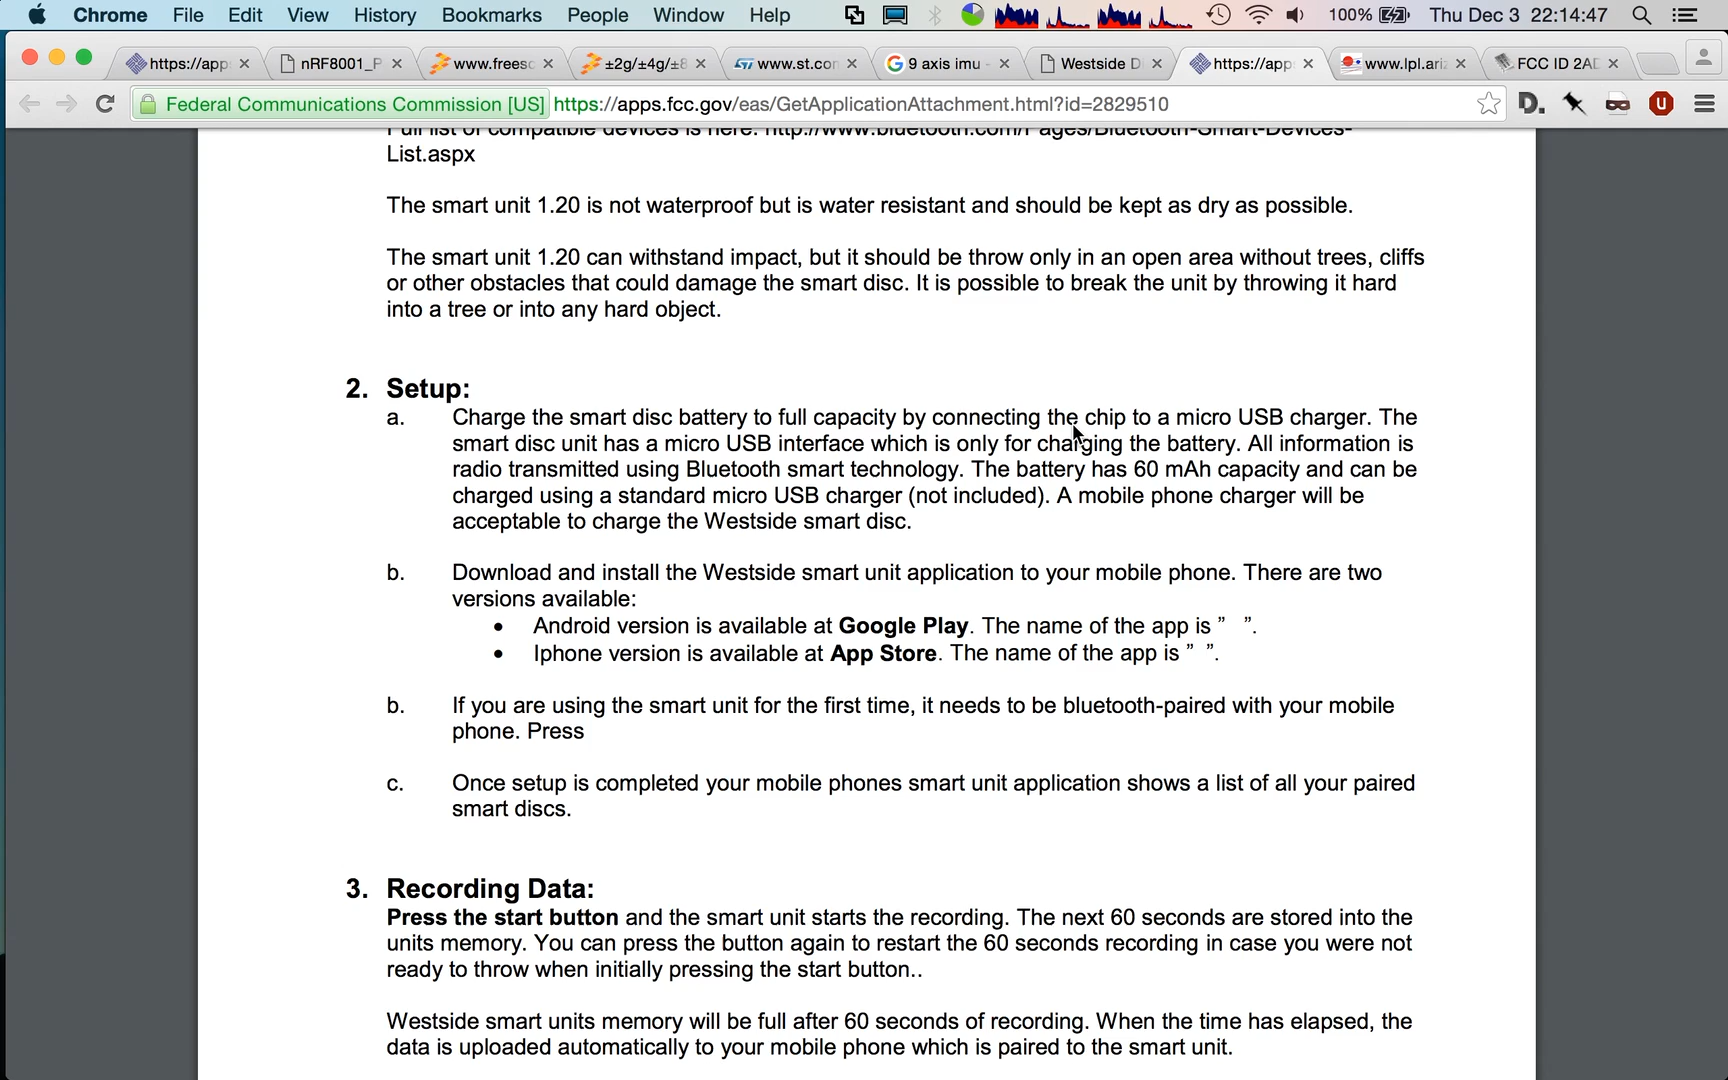 Chrome File Edit View History Bookmarks People Window Help 100% Thu Dec 3 22:14:47
https://app nRF8001_P www.freesc ±2g/±4g/±8 www.st.con 9 axis imu - Westside D https://app www.lpl.ari FCC ID 2AD
Federal Communications Commission [US] https://apps.fcc.gov/eas/GetApplicationAttachment.html?id=2829510 D.
Full list of compatible devices is here: http://www.bluetooth.com/Pages/Bluetooth-Smart-Devices-
List.aspx
The smart unit 1.20 is not waterproof but is water resistant and should be kept as dry as possible.
The smart unit 1.20 can withstand impact, but it should be throw only in an open area without trees, cliffs
or other obstacles that could damage the smart disc. It is possible to break the unit by throwing it hard
into a tree or into any hard object.
2. Setup:
a. Charge the smart disc battery to full capacity by connecting the chip to a micro USB charger. The
smart disc unit has a micro USB interface which is only for charging the battery. All information is
radio transmitted using Bluetooth smart technology. The battery has 60 mAh capacity and can be
charged using a standard micro USB charger (not included). A mobile phone charger will be
acceptable to charge the Westside smart disc.
b. Download and install the Westside smart unit application to your mobile phone. There are two
versions available:
• Android version is available at Google Play. The name of the app is ” ”.
• Iphone version is available at App Store. The name of the app is ” ”.
b. If you are using the smart unit for the first time, it needs to be bluetooth-paired with your mobile
phone. Press
c. Once setup is completed your mobile phones smart unit application shows a list of all your paired
smart discs.
3. Recording Data:
Press the start button and the smart unit starts the recording. The next 60 seconds are stored into the
units memory. You can press the button again to restart the 60 seconds recording in case you were not
ready to throw when initially pressing the start button..
Westside smart units memory will be full after 60 seconds of recording. When the time has elapsed, the
data is uploaded automatically to your mobile phone which is paired to the smart unit.